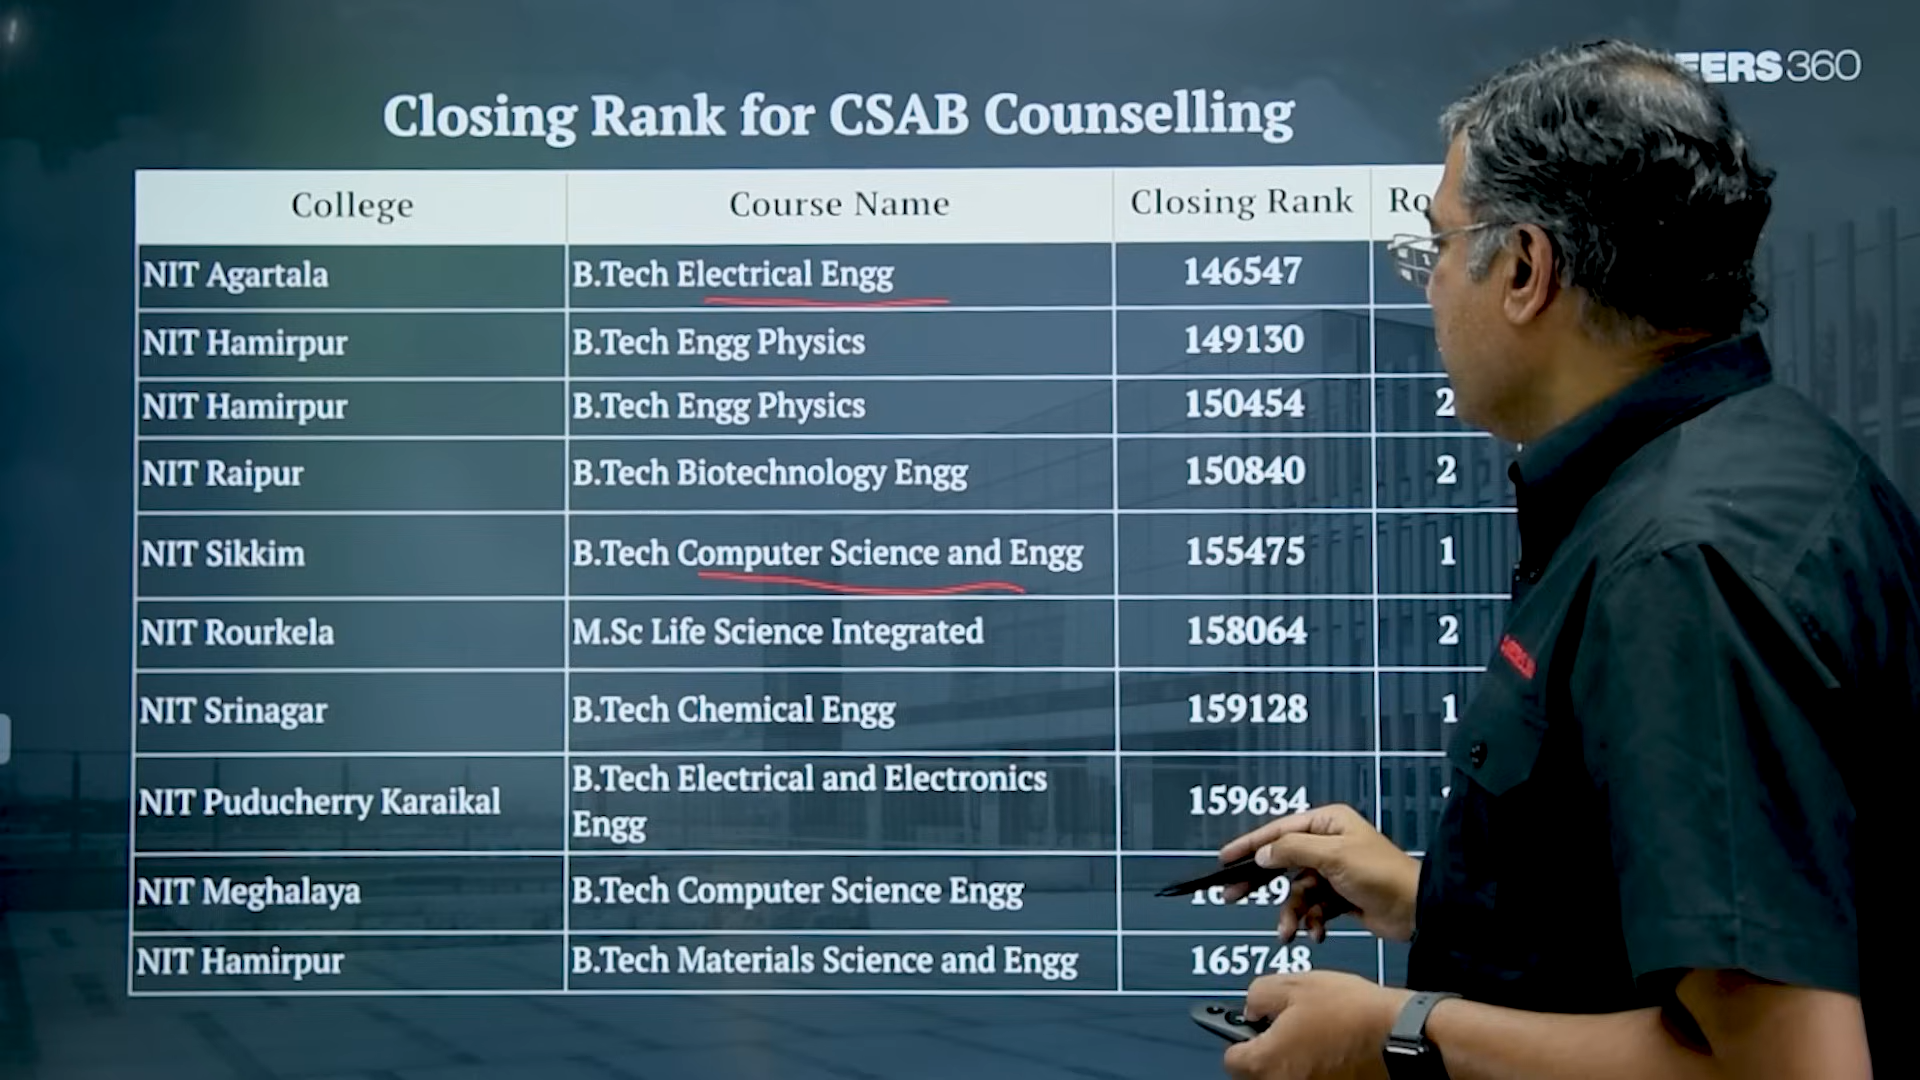 EERS360
Closing Rank for CSAB Counselling
College Course Name Closing Rank
NIT Agartala B.Tech Electrical Engg 146547
NIT Hamirpur B.Tech Engg Physics 149130
NIT Hamirpur B.Tech Engg Physics 150454 2
NIT Raipur B.Tech Biotechnology Engg 150840 2
NIT Sikkim B.Tech Computer Science and Engg 155475 1
NIT Rourkela M.Sc Life Science Integrated 158064 2
NIT Srinagar B.Tech Chemical Engg 159128 1
NIT Puducherry Karaikal B.Tech Electrical and Electronics
Engg 159634
NIT Meghalaya B.Tech Computer Science Engg
NIT Hamirpur B.Tech Materials Science and Engg 165748